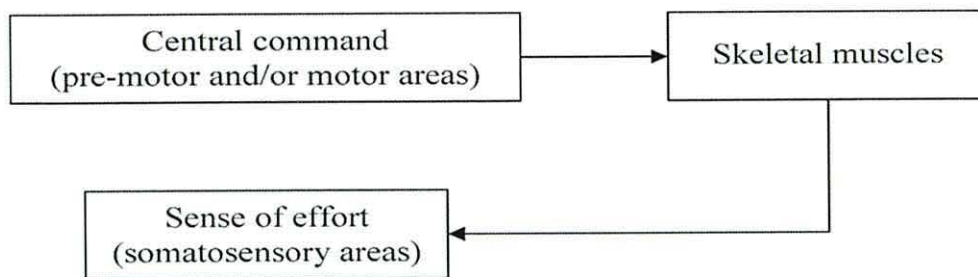 Central command
(pre-motor and/or motor areas)
Skeletal muscles
Sense of effort
(somatosensory areas)